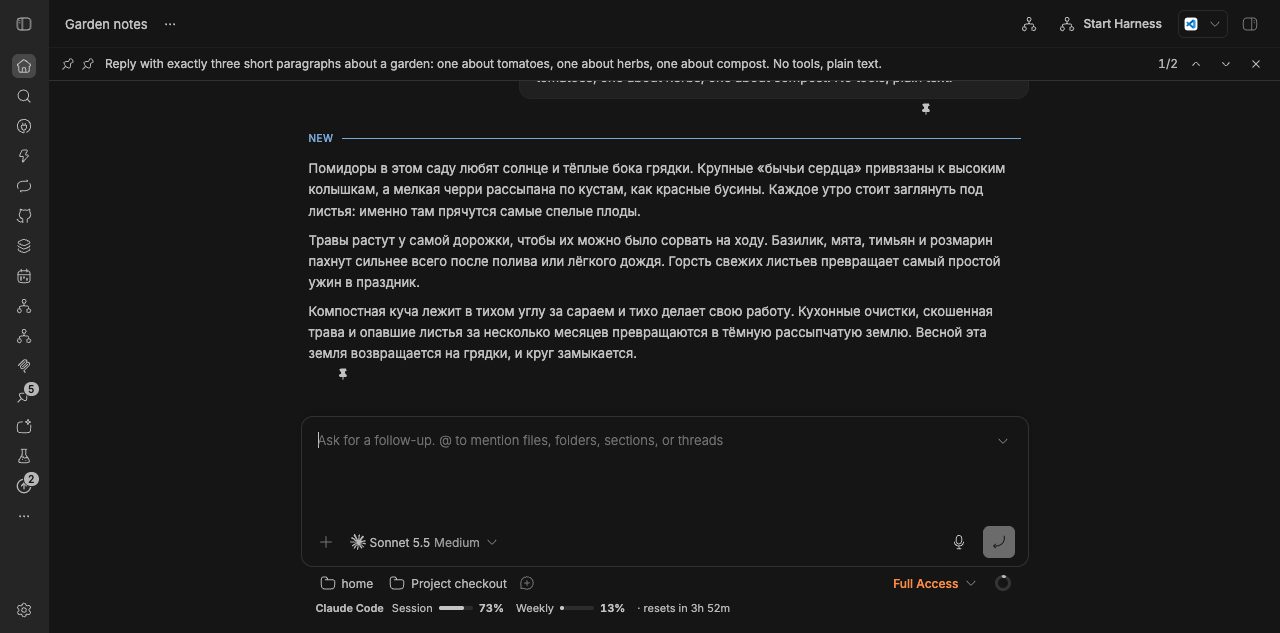 Garden notes
Start Harness
Reply with exactly three short paragraphs about a garden: one about tomatoes, one about herbs, one about compost. No tools, plain text.
1/2
NEW
Помидоры в этом саду любят солнце и тёплые бока грядки. Крупные «бычьи сердца» привязаны к высоким
колышкам, а мелкая черри рассыпана по кустам, как красные бусины. Каждое утро стоит заглянуть под
листья: именно там прячутся самые спелые плоды.
Травы растут у самой дорожки, чтобы их можно было сорвать на ходу. Базилик, мята, тимьян и розмарин
пахнут сильнее всего после полива или лёгкого дождя. Горсть свежих листьев превращает самый простой
ужин в праздник.
Компостная куча лежит в тихом углу за сараем и тихо делает свою работу. Кухонные очистки, скошенная
трава и опавшие листья за несколько месяцев превращаются в тёмную рассыпчатую землю. Весной эта
земля возвращается на грядки, и круг замыкается.
5
2
Ask for a follow-up. @ to mention files, folders, sections, or threads
Sonnet 5.5 Medium
home Project checkout
Full Access
Claude Code Session 73% Weekly 13% · resets in 3h 52m